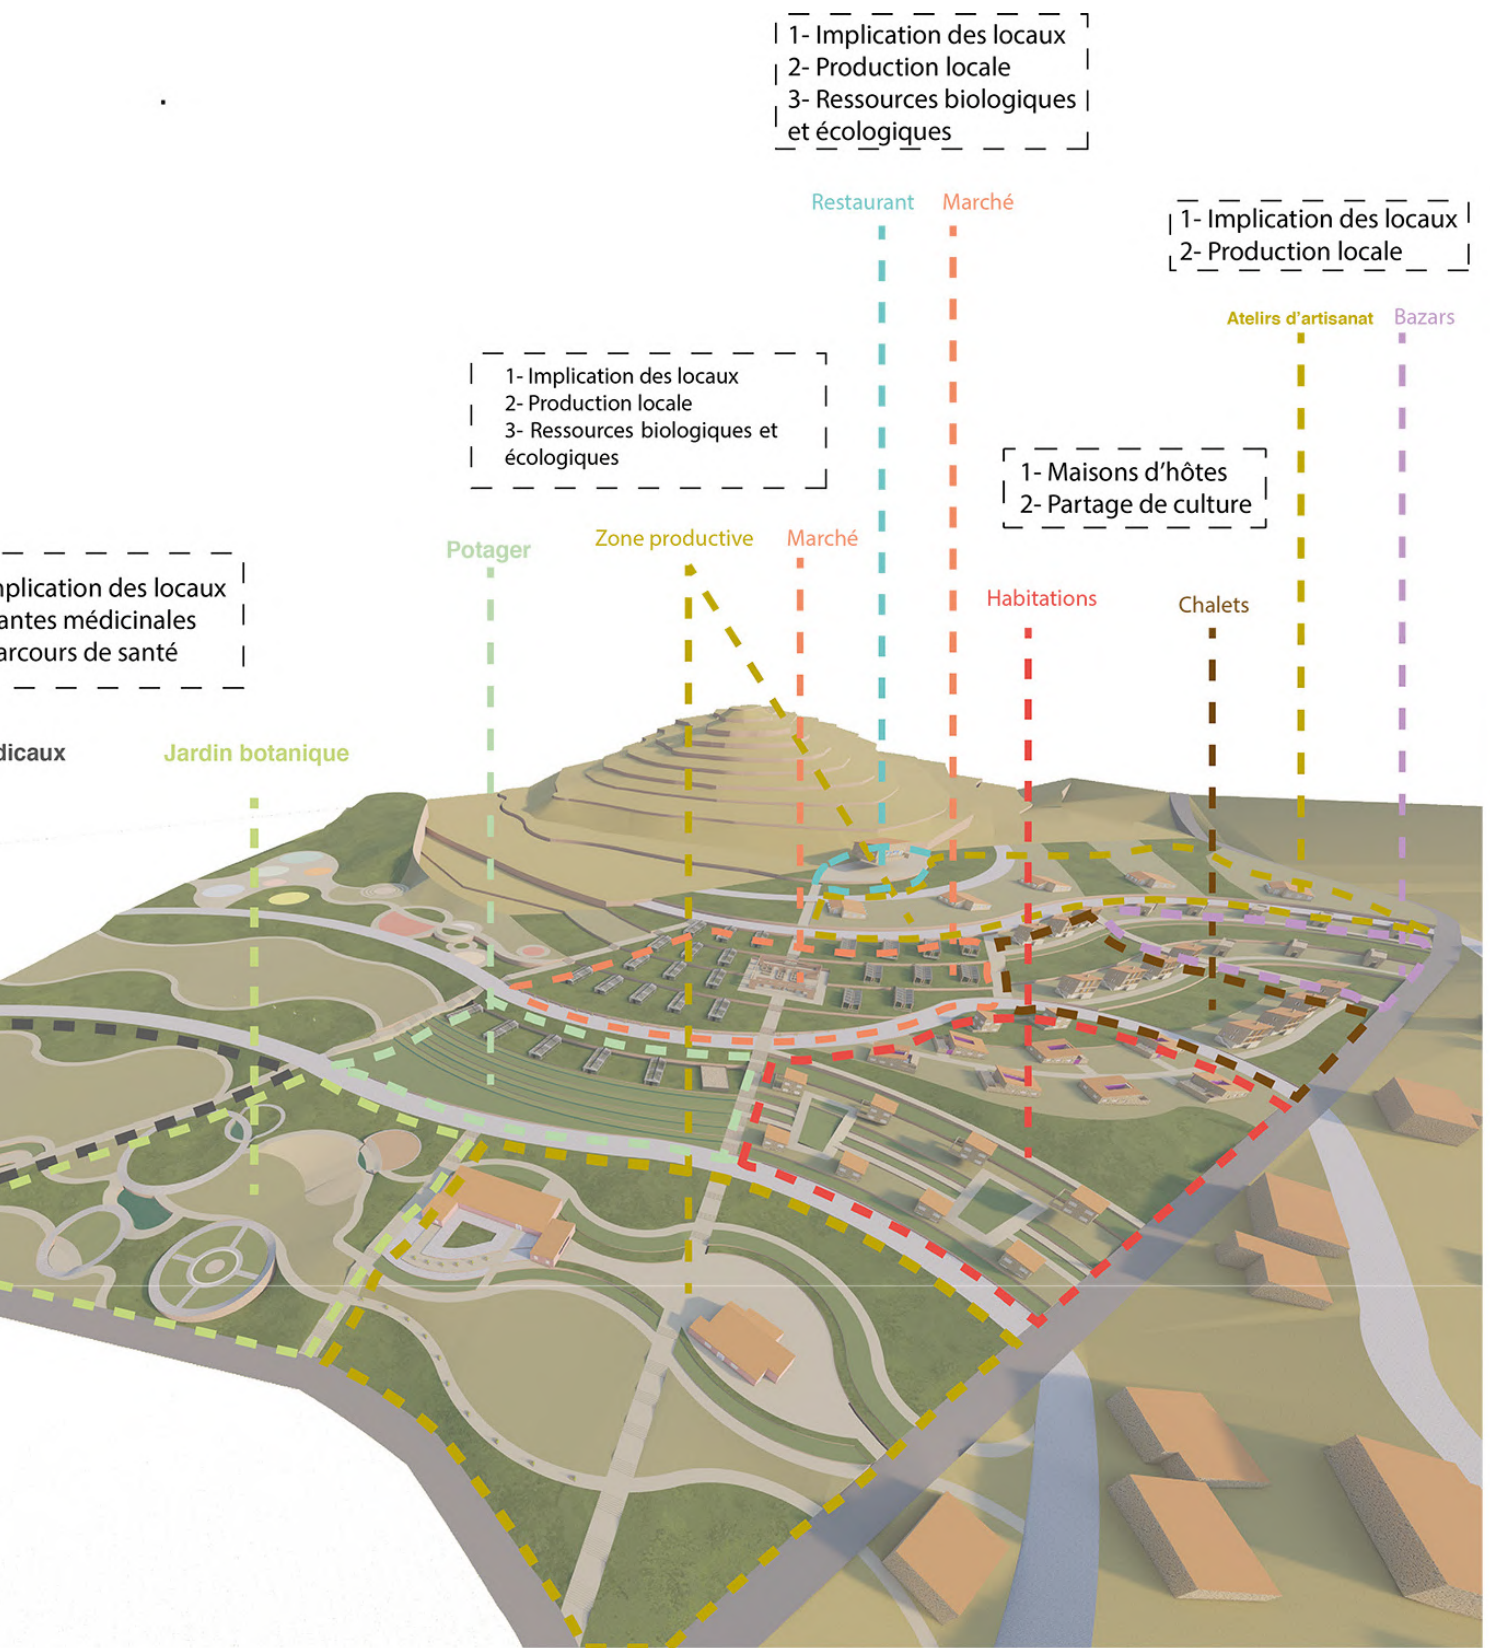 1- Implication des locaux
2- Production locale
3- Ressources biologiques
et écologiques
Restaurant
Marché
1- Implication des locaux
2- Production locale
Atelirs d'artisanat
Bazars
1- Implication des locaux
2- Production locale
3- Ressources biologiques et
écologiques
1- Maisons d'hôtes
2- Partage de culture
Potager
Zone productive
Marché
Habitations
Chalets
mplication des locaux
antes médicinales
arcours de santé
dicaux
Jardin botanique